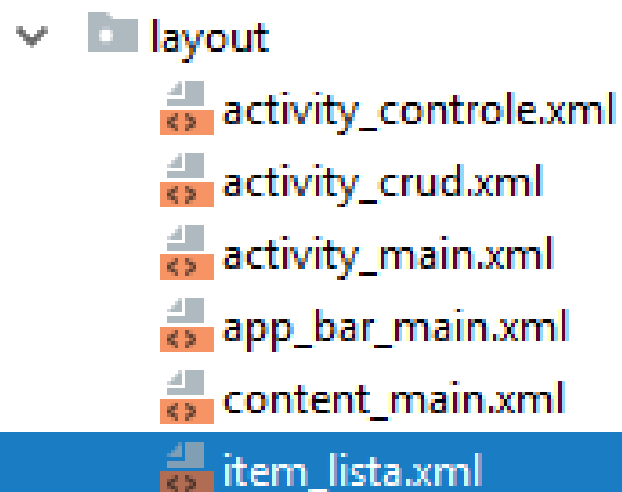 layout
activity_controle.xml
activity_crud.xml
activity_main.xml
app_bar_main.xml
content_main.xml
item_lista.xml